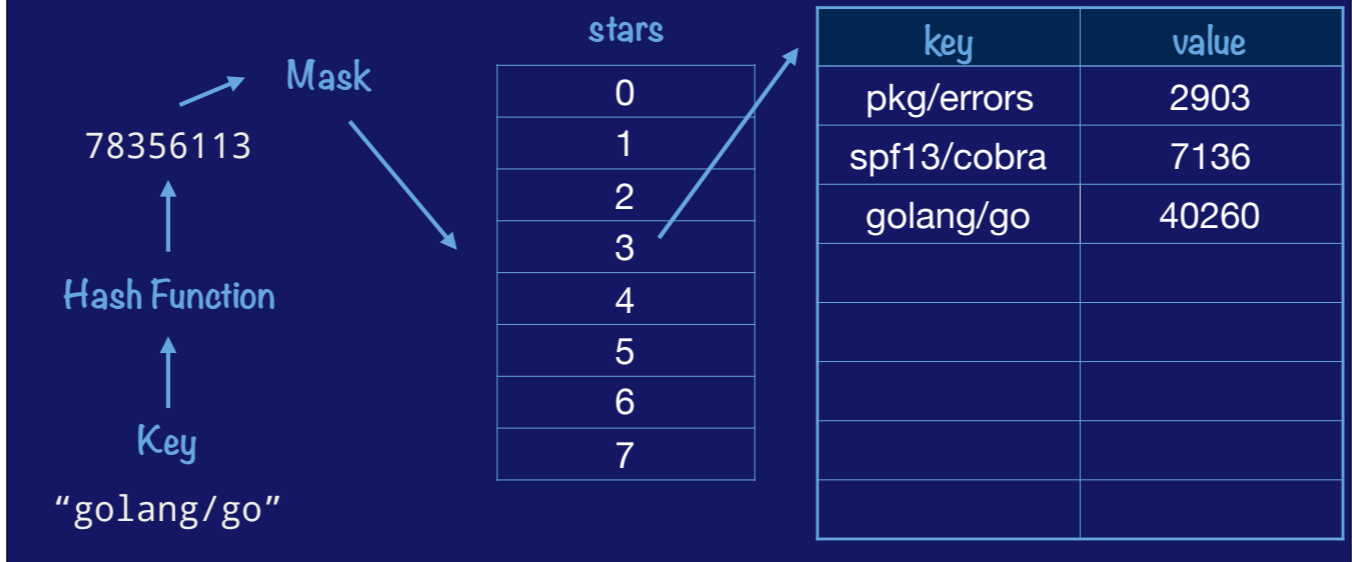 Mask
78356113
Hash Function
Key
“golang/go”
stars
0
1
2
3
4
5
6
7
key value
pkg/errors 2903
spf13/cobra 7136
golang/go 40260